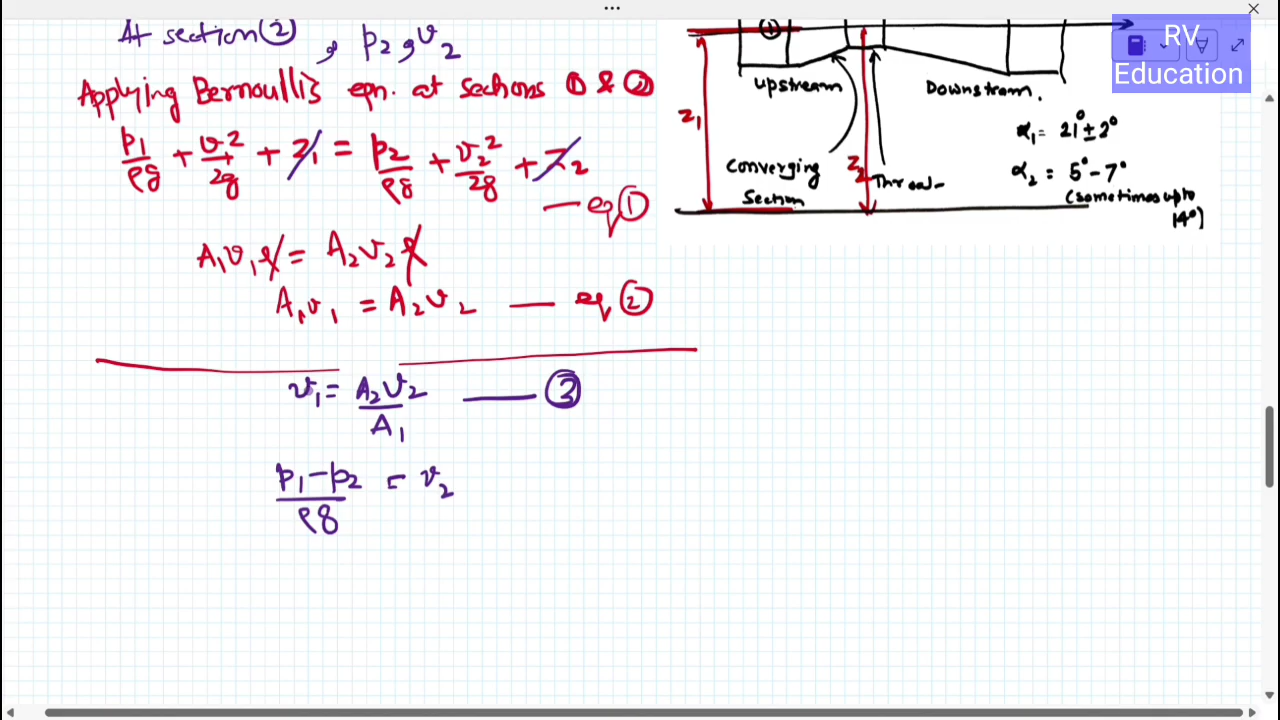 At section ②, p₂, v₂
Applying Bernoulli's eqn. at sections ① & ②
p₁/ρg + v₁²/2g + z₁ = p₂/ρg + v₂²/2g + z₂
— eq ①
A₁v₁ρ = A₂v₂ρ
A₁v₁ = A₂v₂ — eq ②
v₁ = A₂v₂/A₁ — ③
p₁-p₂/ρg = v₂
①
Upstream
Downstream.
z₁
α₁ = 21° ± 2°
Converging Section
z₂
Throat
α₂ = 5° - 7°
(sometimes upto
14°)
RV
Education